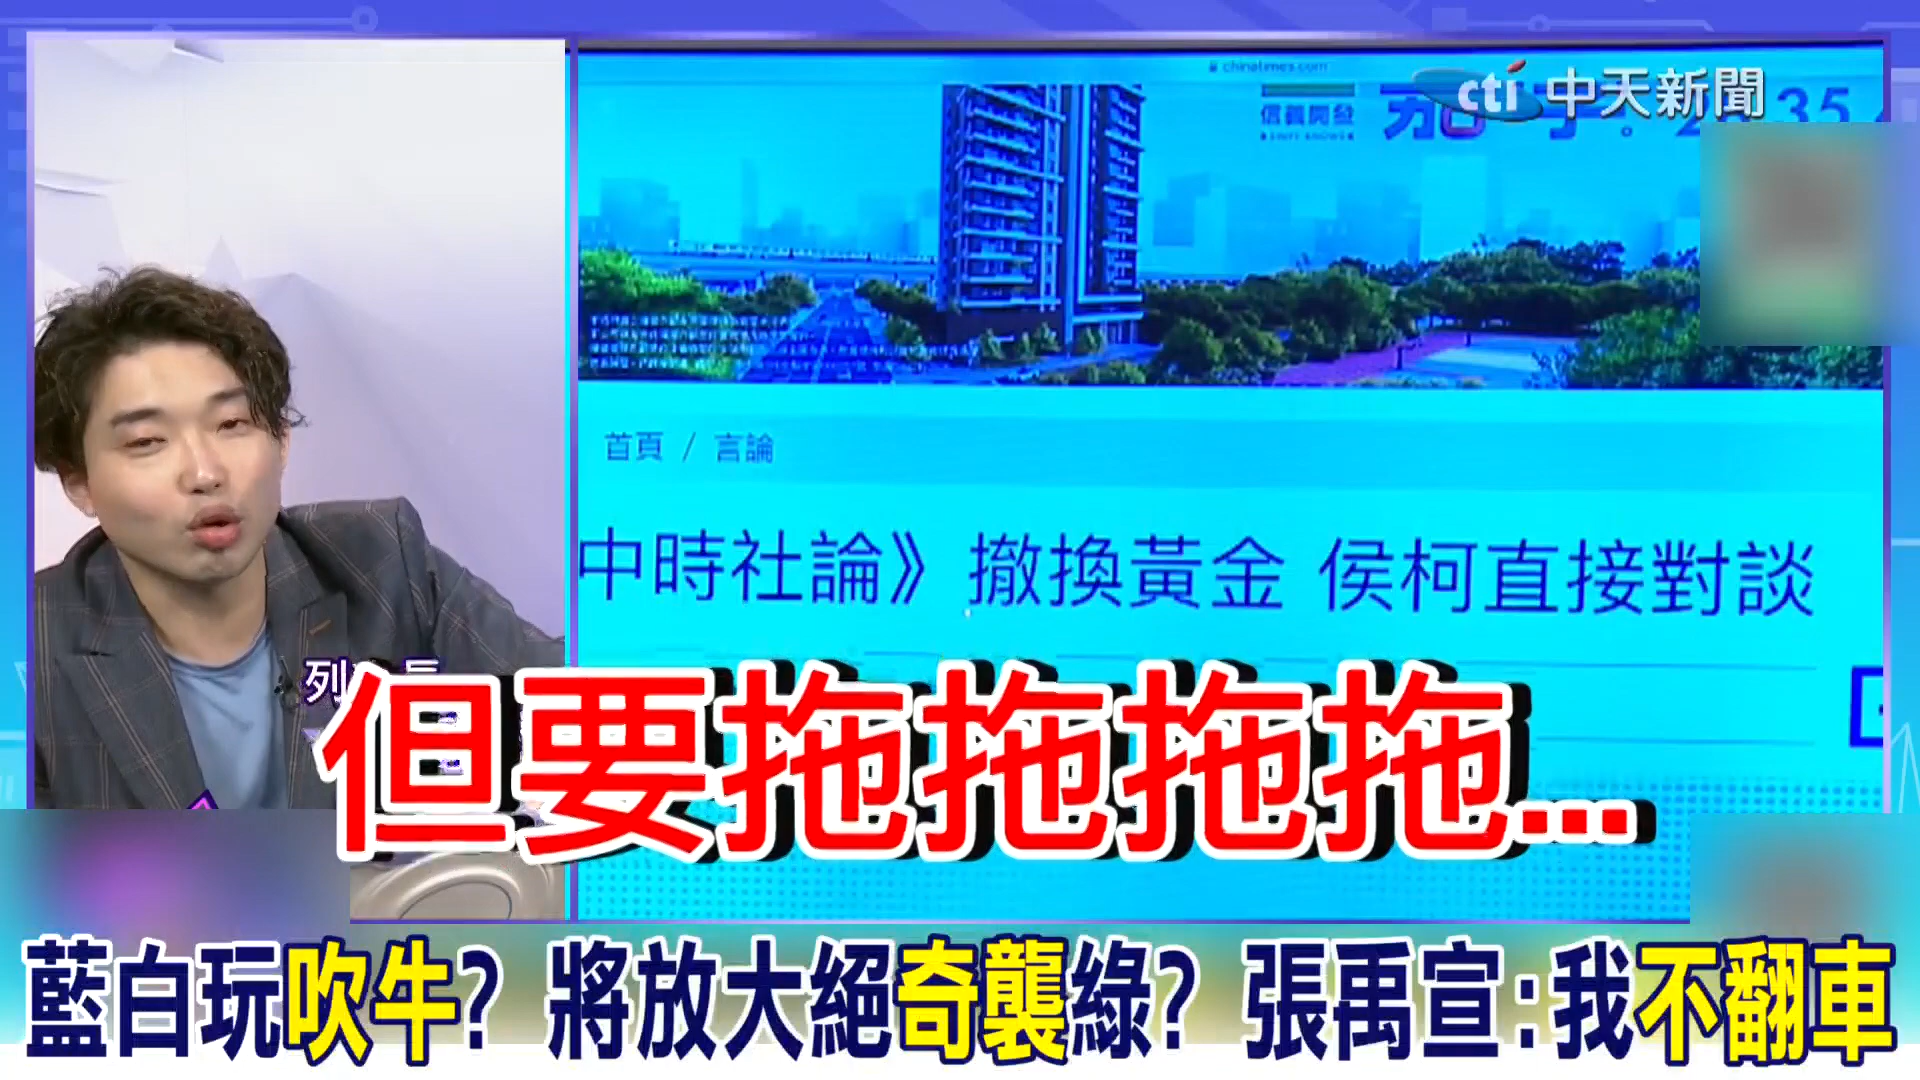 chinatimes.com
cti 中天新聞
信義開發
首頁 / 言論
中時社論》撤換黃金 侯柯直接對談
但要拖拖拖拖...
藍白玩吹牛? 將放大絕奇襲綠? 張禹宣:我不翻車